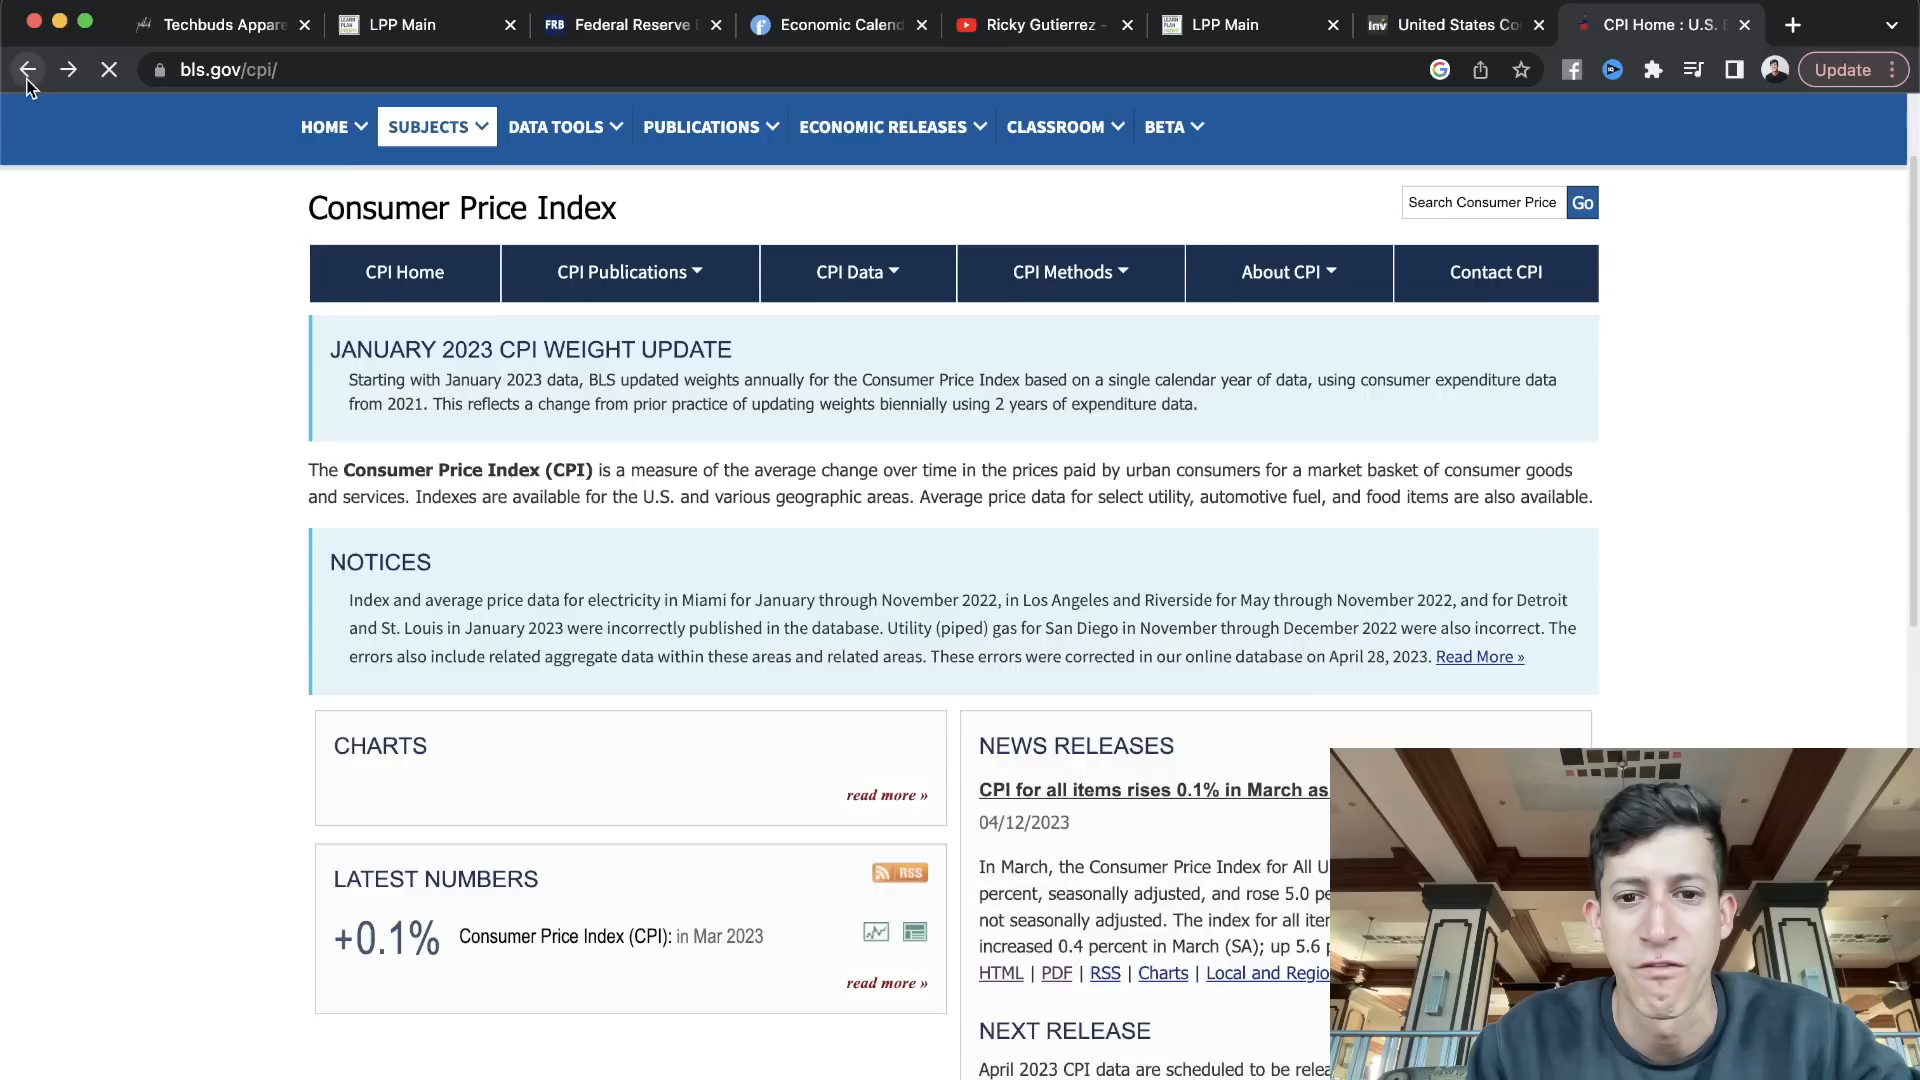 Techbuds Appare
LPP Main
FRB
Federal Reserve
Economic Calend
Ricky Gutierrez -
LPP Main
Inv
United States Co
CPI Home : U.S.
bls.gov/cpi/
Update
HOME
SUBJECTS
DATA TOOLS
PUBLICATIONS
ECONOMIC RELEASES
CLASSROOM
BETA
Consumer Price Index
Search Consumer Price
Go
CPI Home
CPI Publications
CPI Data
CPI Methods
About CPI
Contact CPI
JANUARY 2023 CPI WEIGHT UPDATE
Starting with January 2023 data, BLS updated weights annually for the Consumer Price Index based on a single calendar year of data, using consumer expenditure data
from 2021. This reflects a change from prior practice of updating weights biennially using 2 years of expenditure data.
The Consumer Price Index (CPI) is a measure of the average change over time in the prices paid by urban consumers for a market basket of consumer goods
and services. Indexes are available for the U.S. and various geographic areas. Average price data for select utility, automotive fuel, and food items are also available.
NOTICES
Index and average price data for electricity in Miami for January through November 2022, in Los Angeles and Riverside for May through November 2022, and for Detroit
and St. Louis in January 2023 were incorrectly published in the database. Utility (piped) gas for San Diego in November through December 2022 were also incorrect. The
errors also include related aggregate data within these areas and related areas. These errors were corrected in our online database on April 28, 2023. Read More »
CHARTS
read more »
LATEST NUMBERS
RSS
+0.1%
Consumer Price Index (CPI): in Mar 2023
read more »
NEWS RELEASES
CPI for all items rises 0.1% in March as
04/12/2023
In March, the Consumer Price Index for All U
percent, seasonally adjusted, and rose 5.0 pe
not seasonally adjusted. The index for all iter
increased 0.4 percent in March (SA); up 5.6 p
HTML | PDF | RSS | Charts | Local and Regio
NEXT RELEASE
April 2023 CPI data are scheduled to be relea